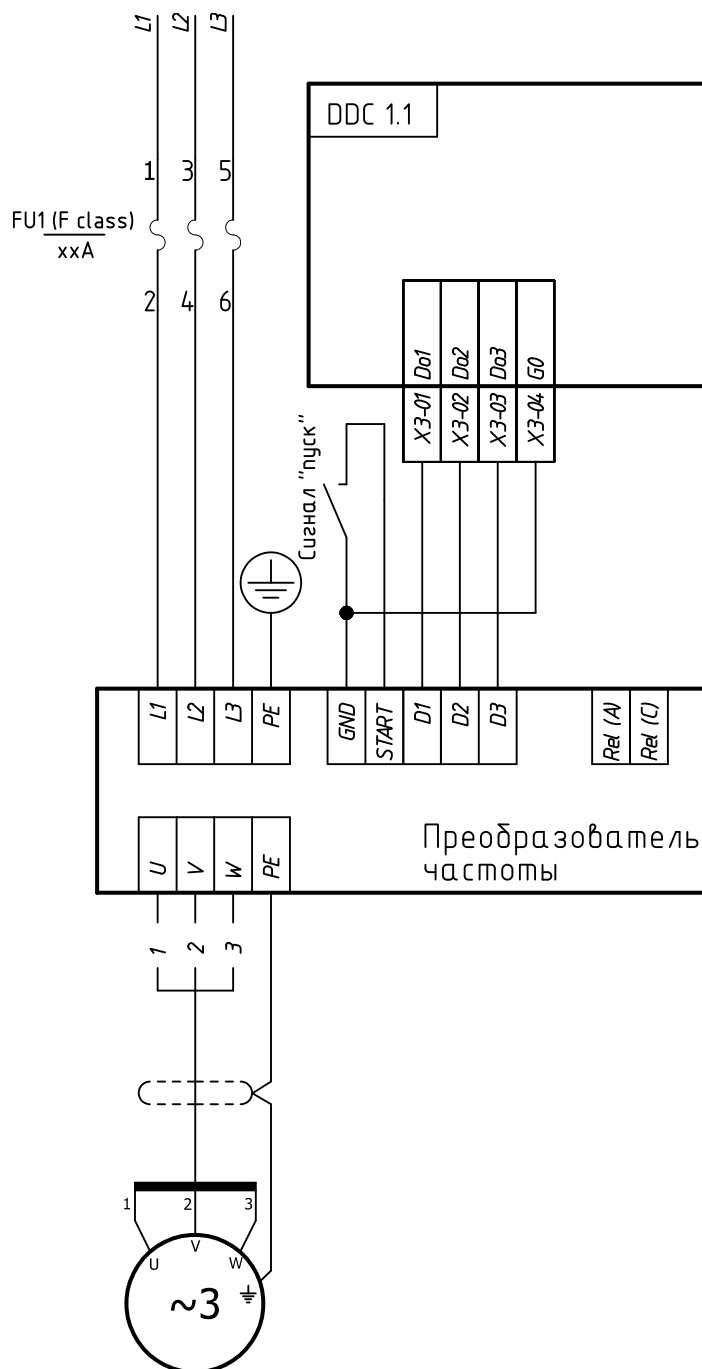 L1 L2 L3
DDC 1.1
1 3 5
FU1 (F class)
xxA
2 4 6
Do1 Do2 Do3 G0
X3-01 X3-02 X3-03 X3-04
Сигнал "пуск"
L1 L2 L3 PE GND START D1 D2 D3 Rel (A) Rel (C)
Преобразователь
частоты
U V W PE
1 2 3
1 2 3
U V W
~3